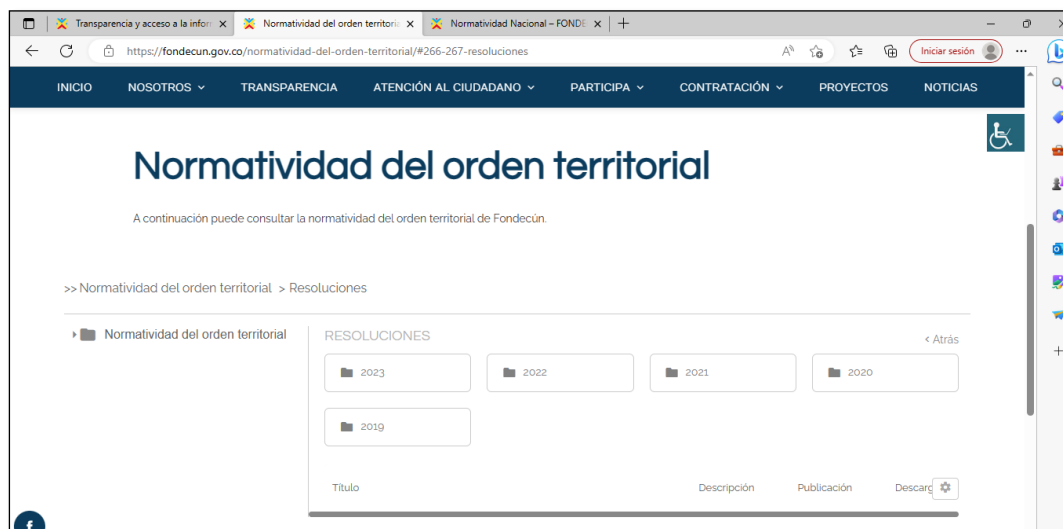 Transparencia y acceso a la inforr
Normatividad del orden territoria
Normatividad Nacional – FONDE
https://fondecun.gov.co/normatividad-del-orden-territorial/#266-267-resoluciones
Iniciar sesión
INICIO NOSOTROS TRANSPARENCIA ATENCIÓN AL CIUDADANO PARTICIPA CONTRATACIÓN PROYECTOS NOTICIAS
Normatividad del orden territorial
A continuación puede consultar la normatividad del orden territorial de Fondecún.
>> Normatividad del orden territorial > Resoluciones
Normatividad del orden territorial
RESOLUCIONES
< Atrás
2023 2022 2021 2020
2019
Título Descripción Publicación Descarg